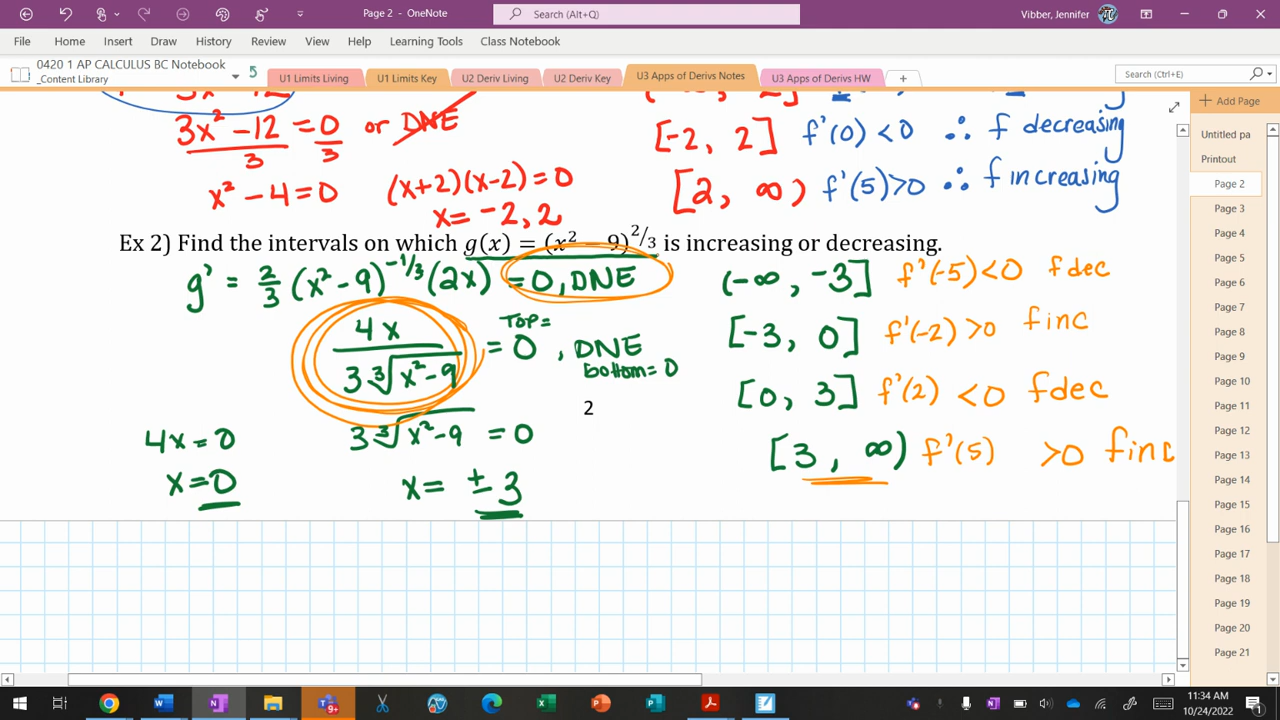 Page 2 - OneNote
Search (Alt+Q)
Vibber, Jennifer
File Home Insert Draw History Review View Help Learning Tools Class Notebook
0420 1 AP CALCULUS BC Notebook
_Content Library
U1 Limits Living
U1 Limits Key
U2 Deriv Living
U2 Deriv Key
U3 Apps of Derivs Notes
U3 Apps of Derivs HW
+
Search (Ctrl+E)
3x² -12 = 0 or DNE
3 3
x² - 4 = 0 (x+2)(x-2) = 0
x = -2, 2
[-2, 2] f'(0) < 0 ∴ f decreasing
[2, ∞) f'(5) > 0 ∴ f increasing
Ex 2) Find the intervals on which g(x) = (x² − 9)^2/3 is increasing or decreasing.
g' = 2/3 (x²-9)^-1/3 (2x) = 0, DNE
4x / 3∛x²-9 = 0, DNE
Top =
bottom = 0
2
4x = 0
x = 0
3∛x²-9 = 0
x = ± 3
(-∞, -3] f'(-5) < 0 f dec
[-3, 0] f'(-2) > 0 f inc
[0, 3] f'(2) < 0 f dec
[3, ∞) f'(5) > 0 f inc
Add Page
Untitled pa
Printout
Page 2
Page 3
Page 4
Page 5
Page 6
Page 7
Page 8
Page 9
Page 10
Page 11
Page 12
Page 13
Page 14
Page 15
Page 16
Page 17
Page 18
Page 19
Page 20
Page 21
9+
11:34 AM
10/24/2022